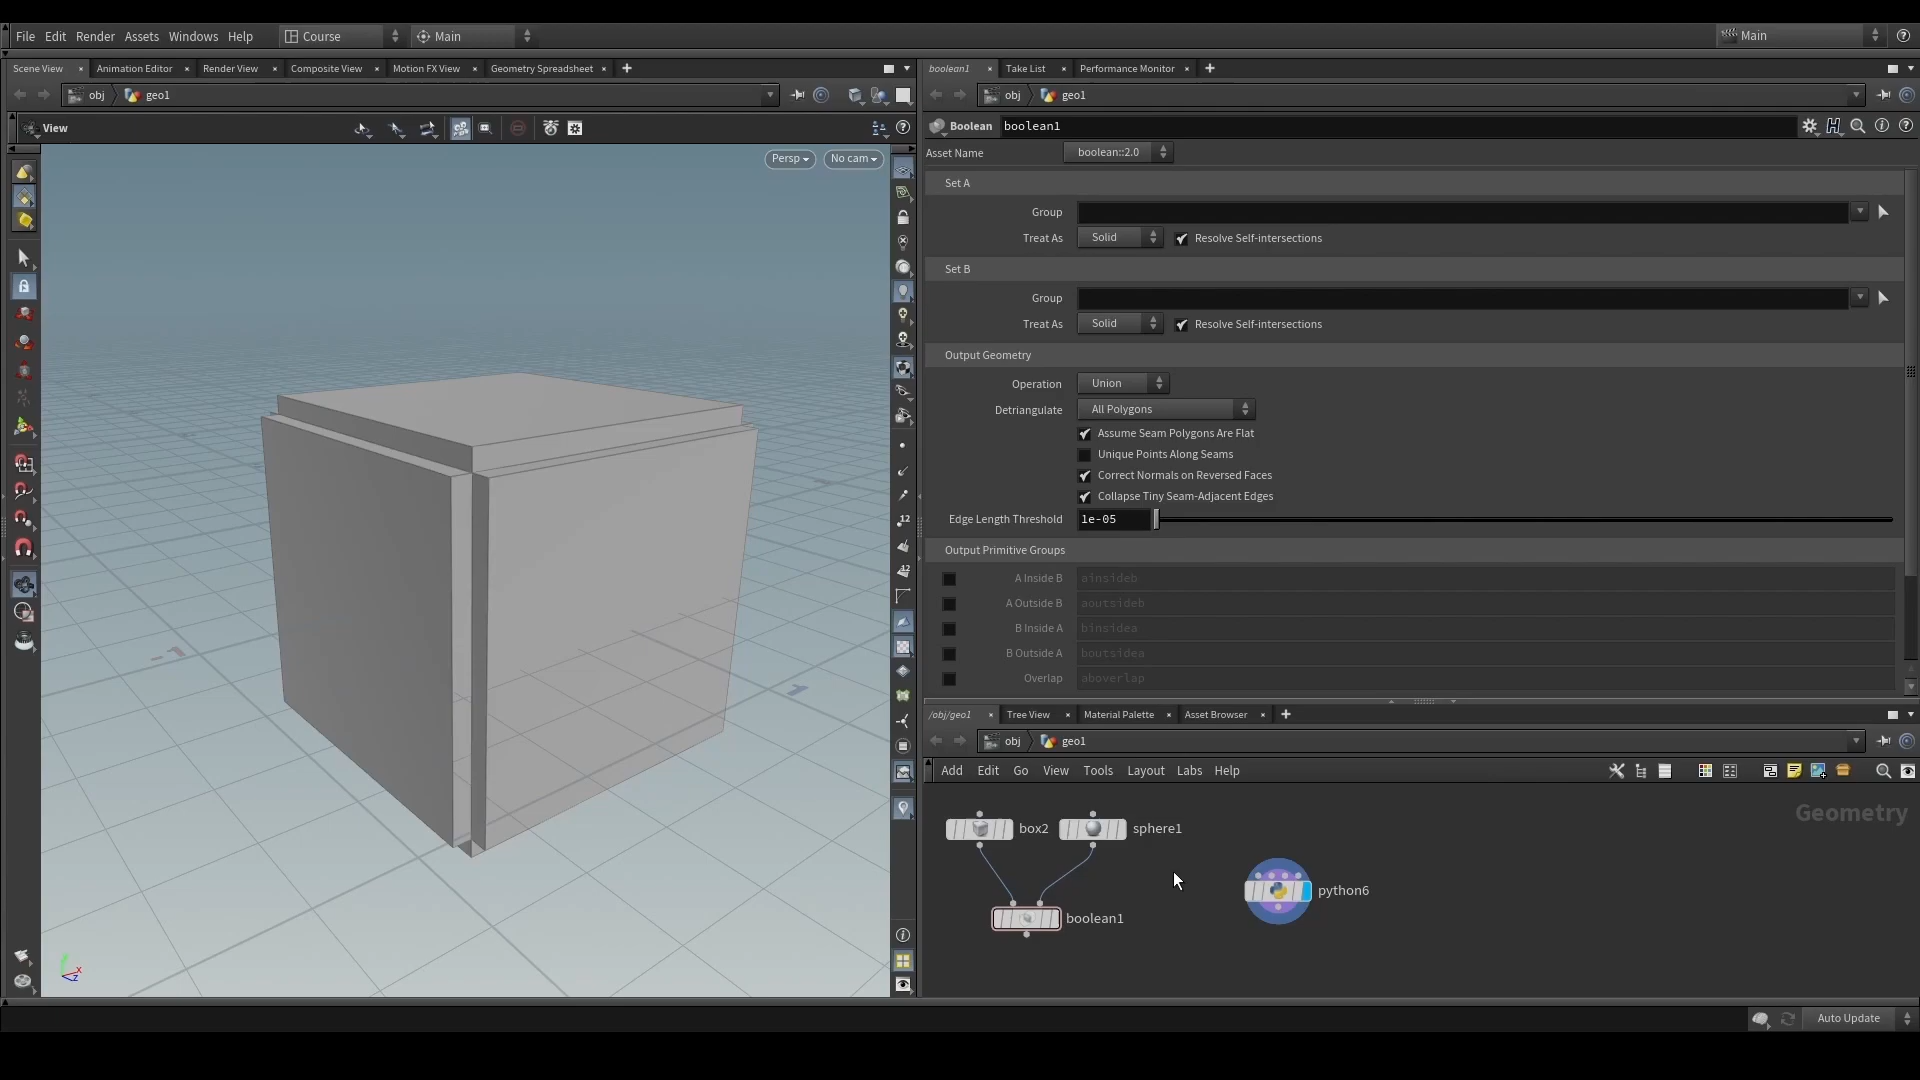 File Edit Render Assets Windows Help Course Main Main
Scene View Animation Editor Render View Composite View Motion FX View Geometry Spreadsheet
obj geo1
View
Persp No cam
boolean1 Take List Performance Monitor
obj geo1
Boolean boolean1
Asset Name boolean::2.0
Set A
Group
Treat As Solid Resolve Self-intersections
Set B
Group
Treat As Solid Resolve Self-intersections
Output Geometry
Operation Union
Detriangulate All Polygons
Assume Seam Polygons Are Flat
Unique Points Along Seams
Correct Normals on Reversed Faces
Collapse Tiny Seam-Adjacent Edges
Edge Length Threshold 1e-05
Output Primitive Groups
A Inside B ainsideb
A Outside B aoutsideb
B Inside A binsidea
B Outside A boutsidea
Overlap aboverlap
/obj/geo1 Tree View Material Palette Asset Browser
obj geo1
Add Edit Go View Tools Layout Labs Help
Geometry
box2 sphere1
python6
boolean1
12
12
-1
1
x
z
Auto Update